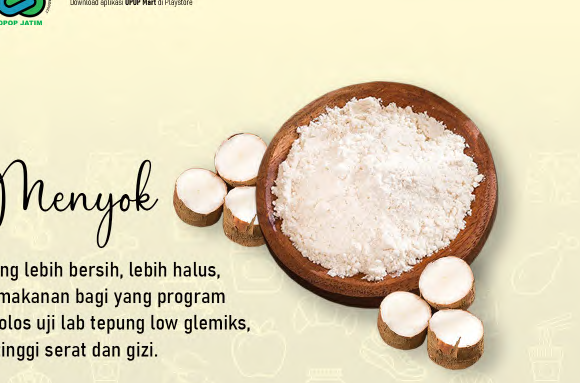 Download aplikasi OPOP Mart di Playstore
OPOP JATIM
Menyok
ng lebih bersih, lebih halus,
makanan bagi yang program
olos uji lab tepung low glemiks,
inggi serat dan gizi.